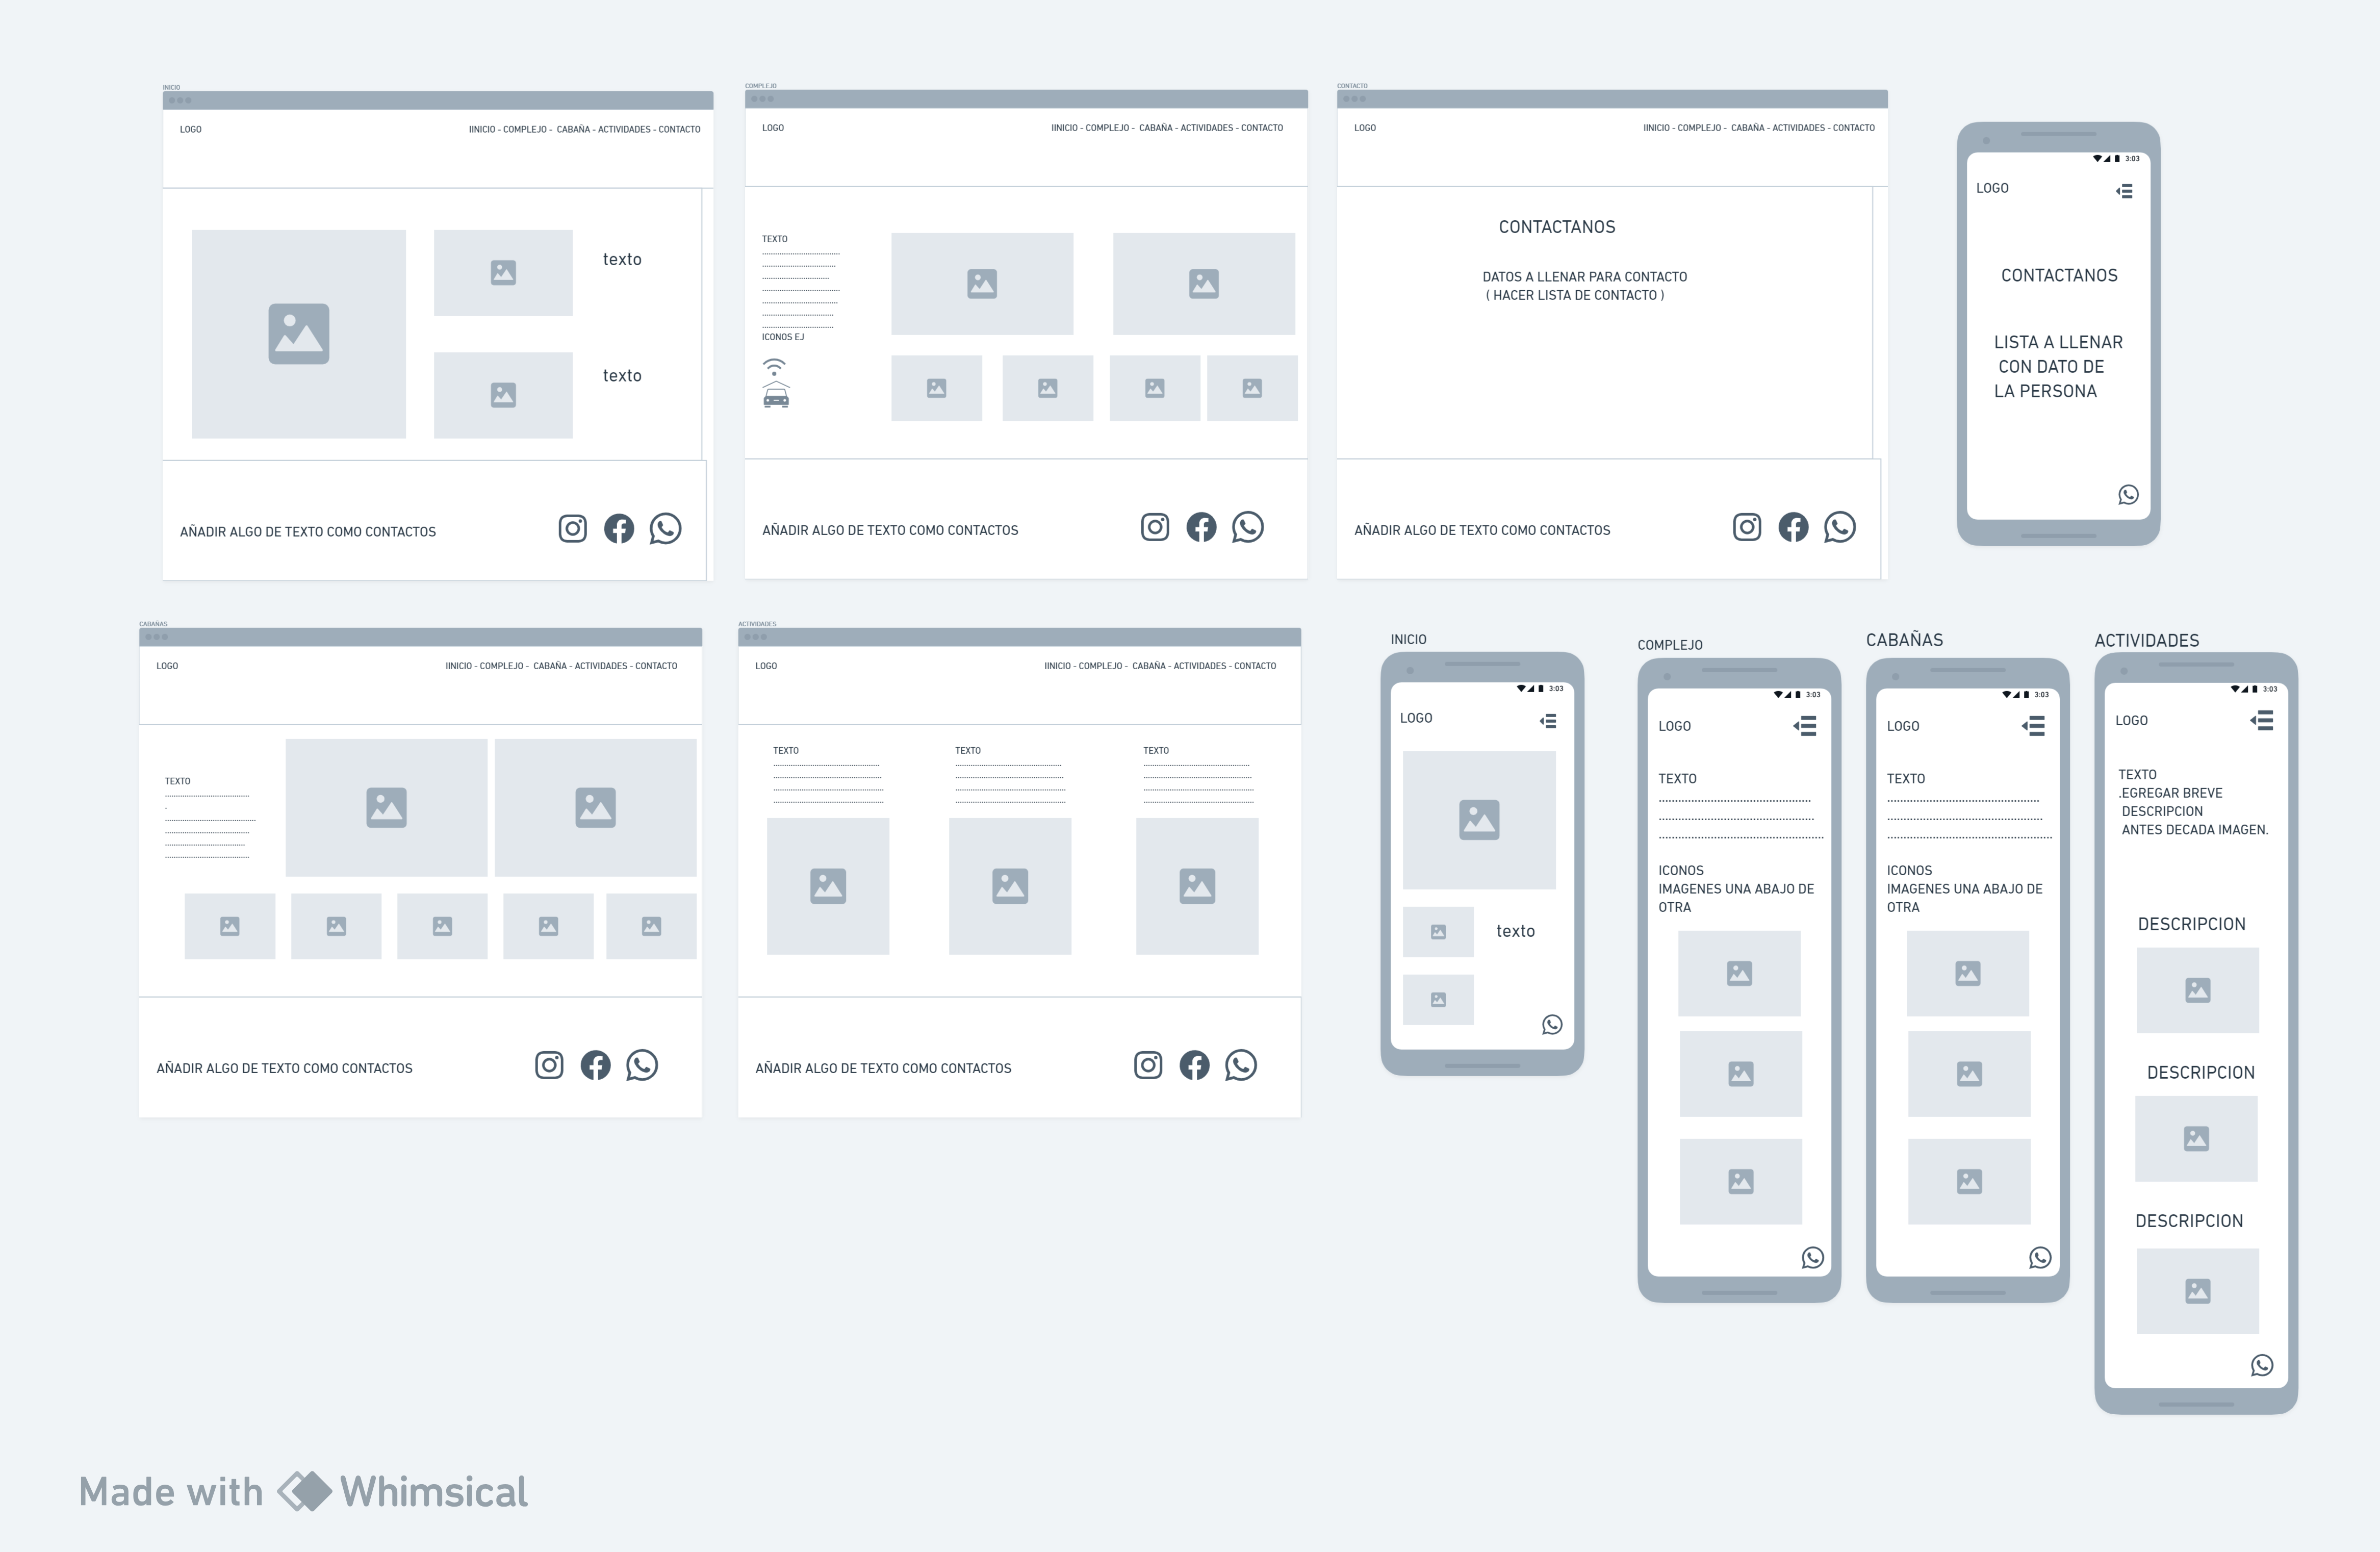 INICIO
LOGO
IINICIO - COMPLEJO - CABAÑA - ACTIVIDADES - CONTACTO
texto
texto
AÑADIR ALGO DE TEXTO COMO CONTACTOS
COMPLEJO
LOGO
IINICIO - COMPLEJO - CABAÑA - ACTIVIDADES - CONTACTO
TEXTO
ICONOS EJ
AÑADIR ALGO DE TEXTO COMO CONTACTOS
CONTACTO
LOGO
IINICIO - COMPLEJO - CABAÑA - ACTIVIDADES - CONTACTO
CONTACTANOS
DATOS A LLENAR PARA CONTACTO
( HACER LISTA DE CONTACTO )
AÑADIR ALGO DE TEXTO COMO CONTACTOS
3:03
LOGO
CONTACTANOS
LISTA A LLENAR
CON DATO DE
LA PERSONA
CABAÑAS
LOGO
IINICIO - COMPLEJO - CABAÑA - ACTIVIDADES - CONTACTO
TEXTO
AÑADIR ALGO DE TEXTO COMO CONTACTOS
ACTIVIDADES
LOGO
IINICIO - COMPLEJO - CABAÑA - ACTIVIDADES - CONTACTO
TEXTO
TEXTO
TEXTO
AÑADIR ALGO DE TEXTO COMO CONTACTOS
INICIO
3:03
LOGO
texto
COMPLEJO
3:03
LOGO
TEXTO
ICONOS
IMAGENES UNA ABAJO DE
OTRA
CABAÑAS
3:03
LOGO
TEXTO
ICONOS
IMAGENES UNA ABAJO DE
OTRA
ACTIVIDADES
3:03
LOGO
TEXTO
.EGREGAR BREVE
DESCRIPCION
ANTES DECADA IMAGEN.
DESCRIPCION
DESCRIPCION
DESCRIPCION
Made with Whimsical